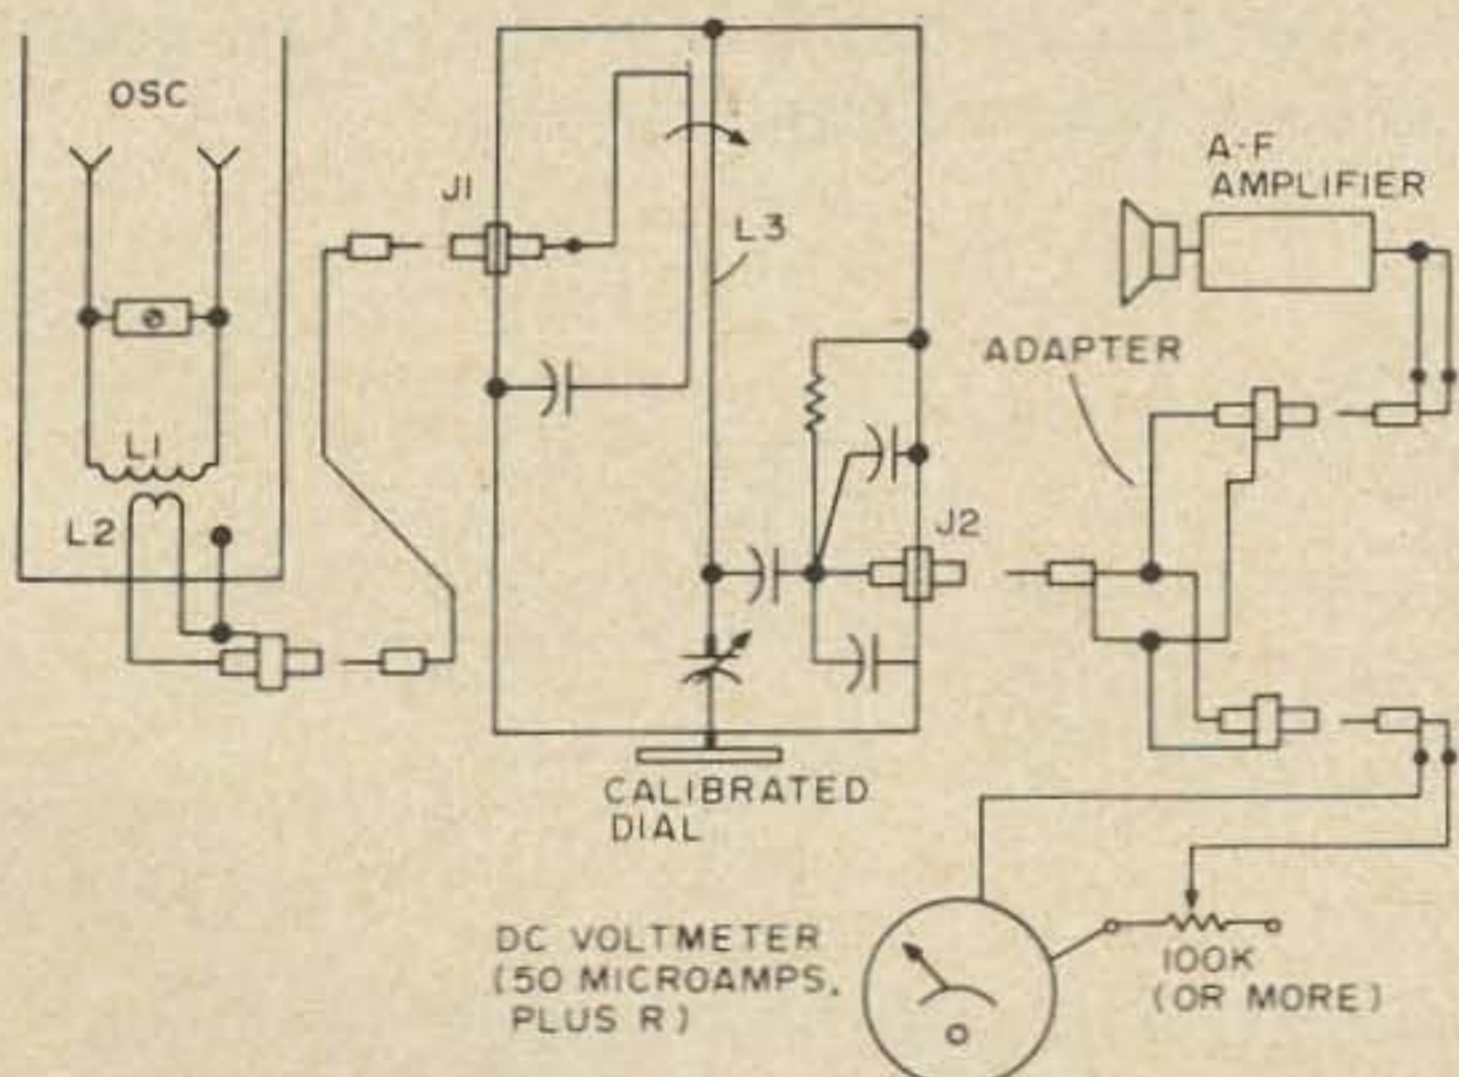 OSC
J1
L3
A-F
AMPLIFIER
ADAPTER
L1
L2
J2
CALIBRATED
DIAL
DC VOLTMETER
(50 MICROAMPS,
PLUS R)
100K
(OR MORE)